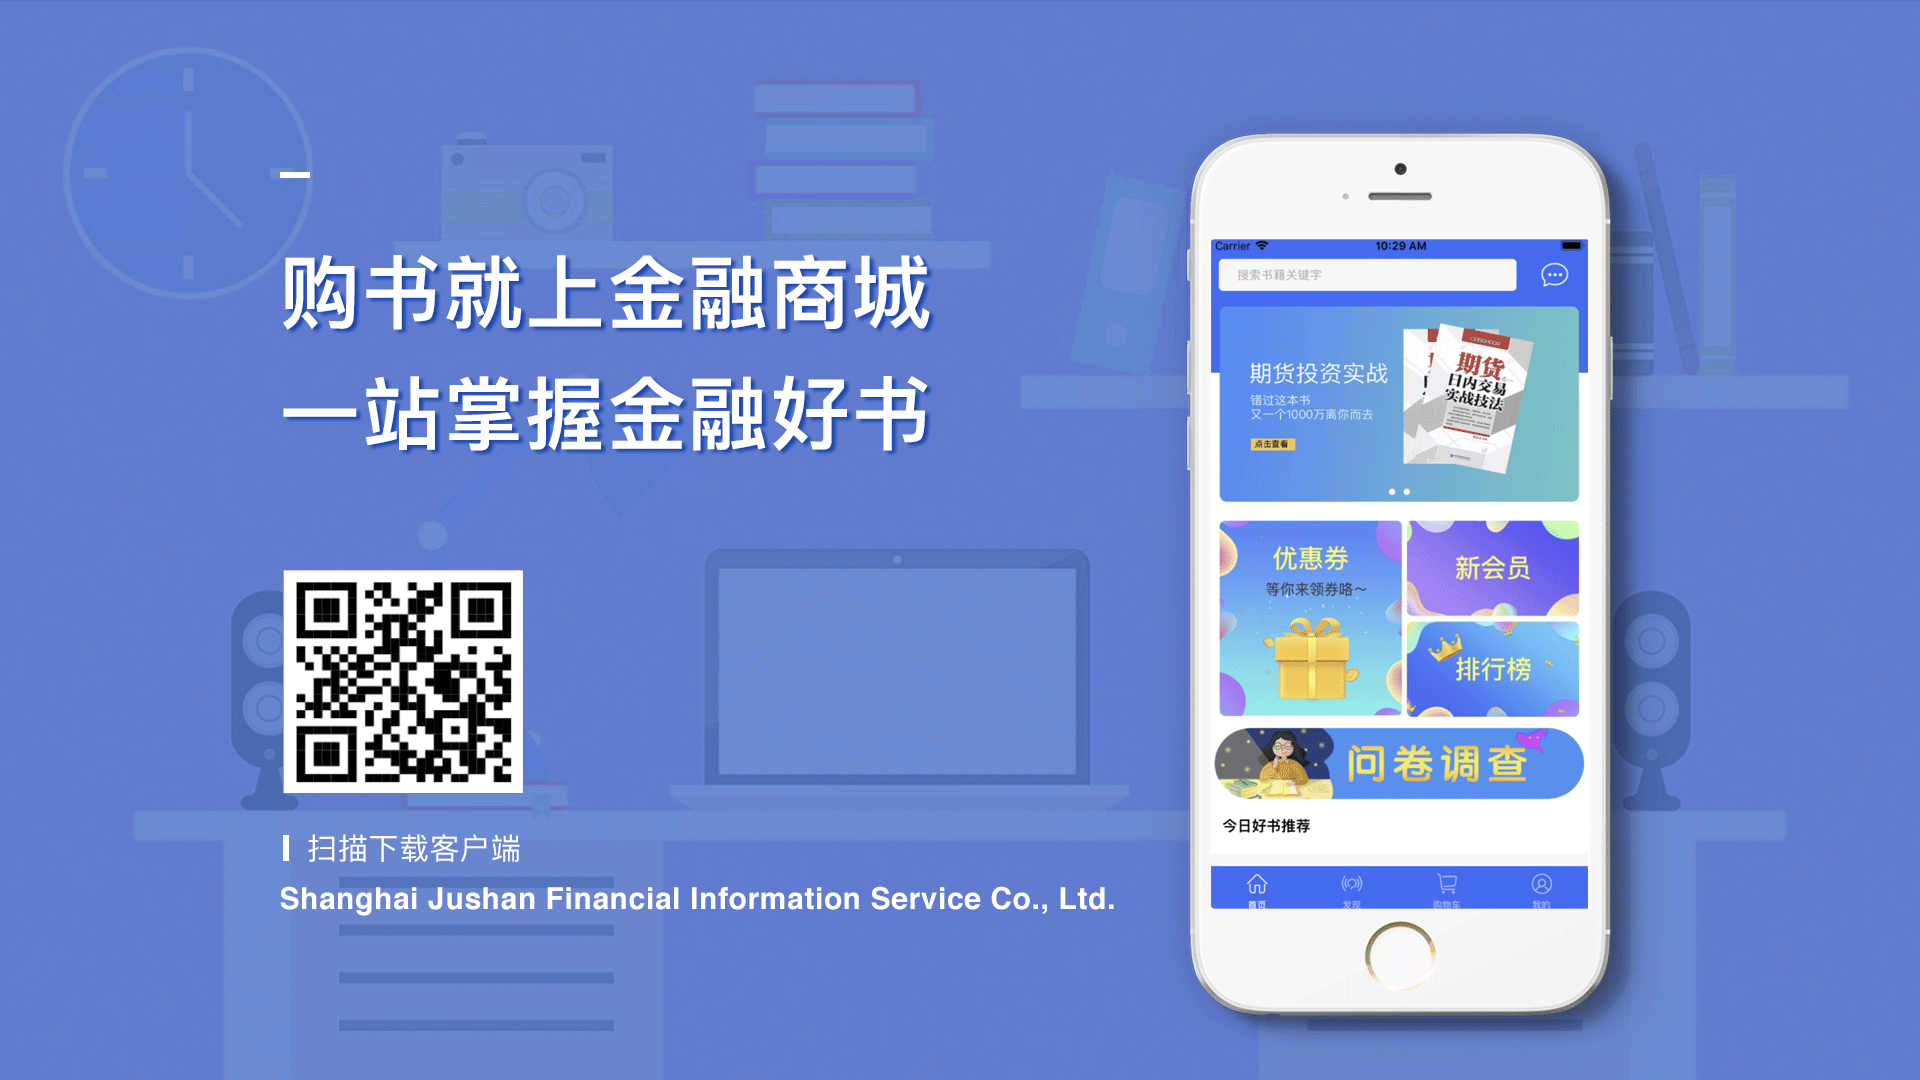 购书就上金融商城
一站掌握金融好书
扫描下载客户端
Shanghai Jushan Financial Information Service Co., Ltd.
Carrier
10:29 AM
搜索书籍关键字
期货投资实战
错过这本书
又一个1000万离你而去
点击查看
期货
日内交易
实战技法
优惠券
等你来领券咯~
新会员
排行榜
问卷调查
今日好书推荐
首页
发现
购物车
我的